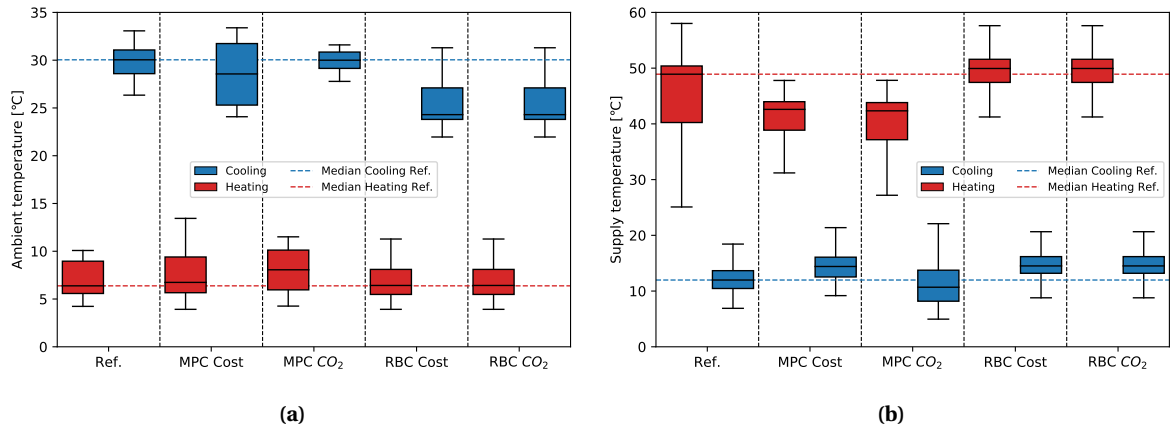 35
30
25
20
15
10
5
0
Ambient temperature [°C]
Cooling
Heating
Median Cooling Ref.
Median Heating Ref.
Ref.
MPC Cost
MPC CO₂
RBC Cost
RBC CO₂
(a)
60
50
40
30
20
10
0
Supply temperature [°C]
Cooling
Heating
Median Cooling Ref.
Median Heating Ref.
Ref.
MPC Cost
MPC CO₂
RBC Cost
RBC CO₂
(b)